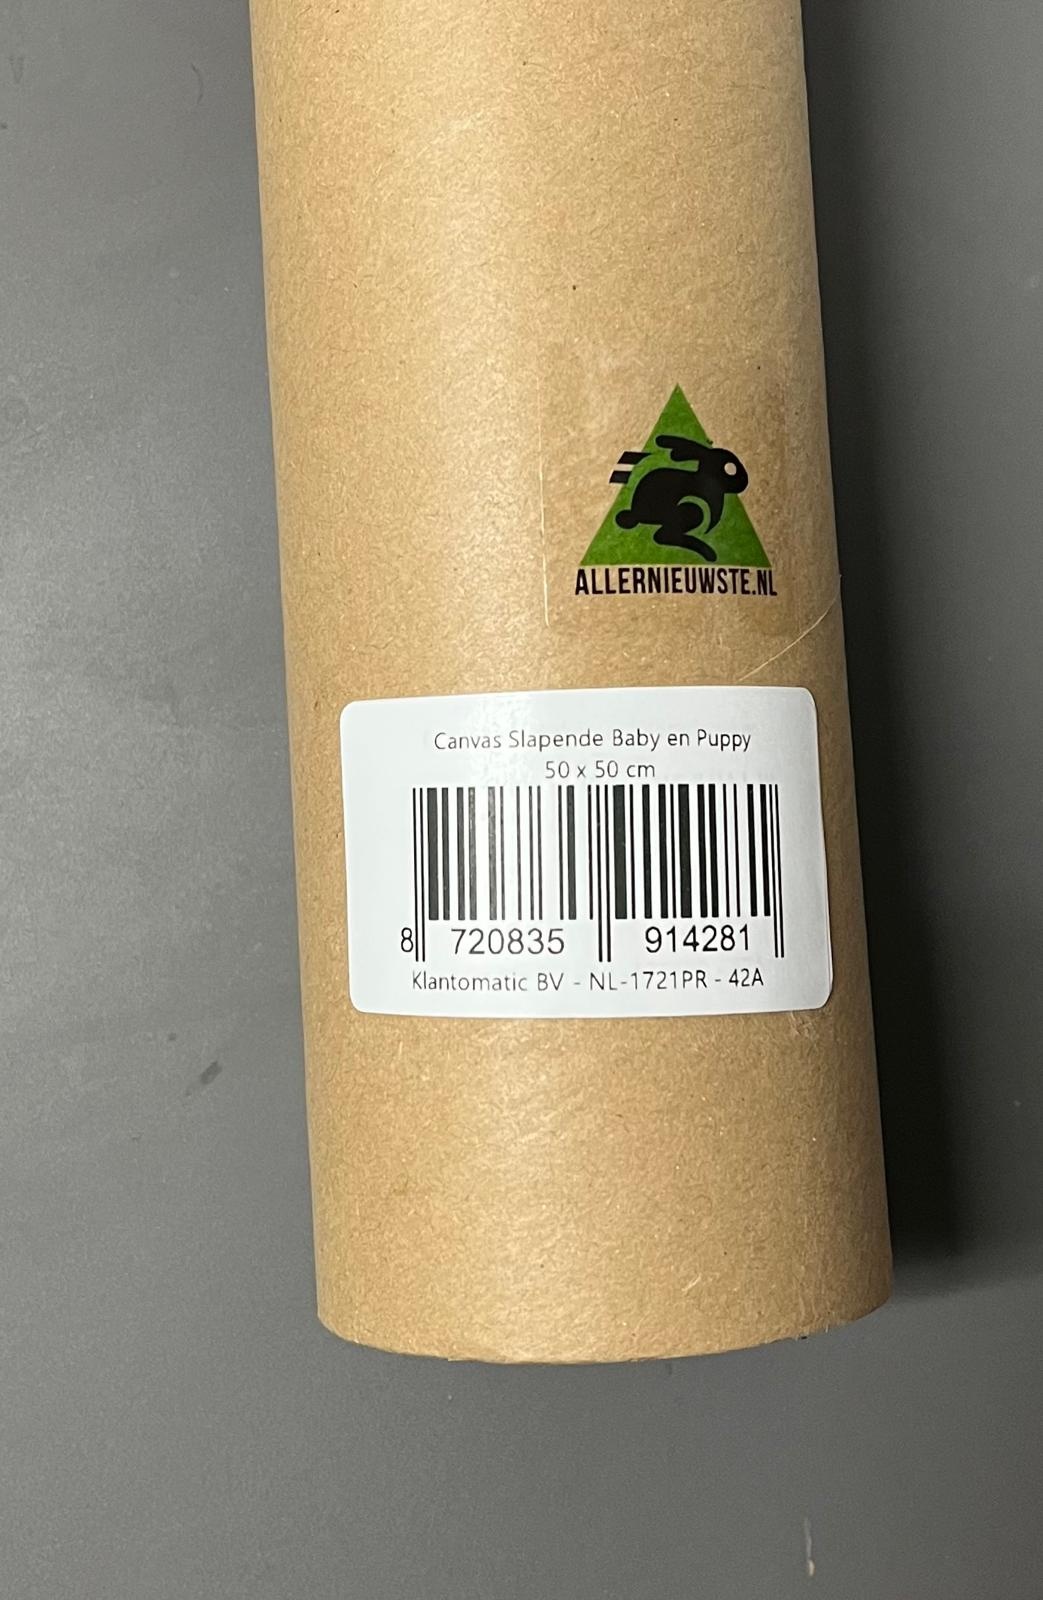 ALLERNIEUWSTE.NL
Canvas Slapende Baby en Puppy
50 x 50 cm
8 720835 914281
Klantomatic BV - NL-1721PR - 42A